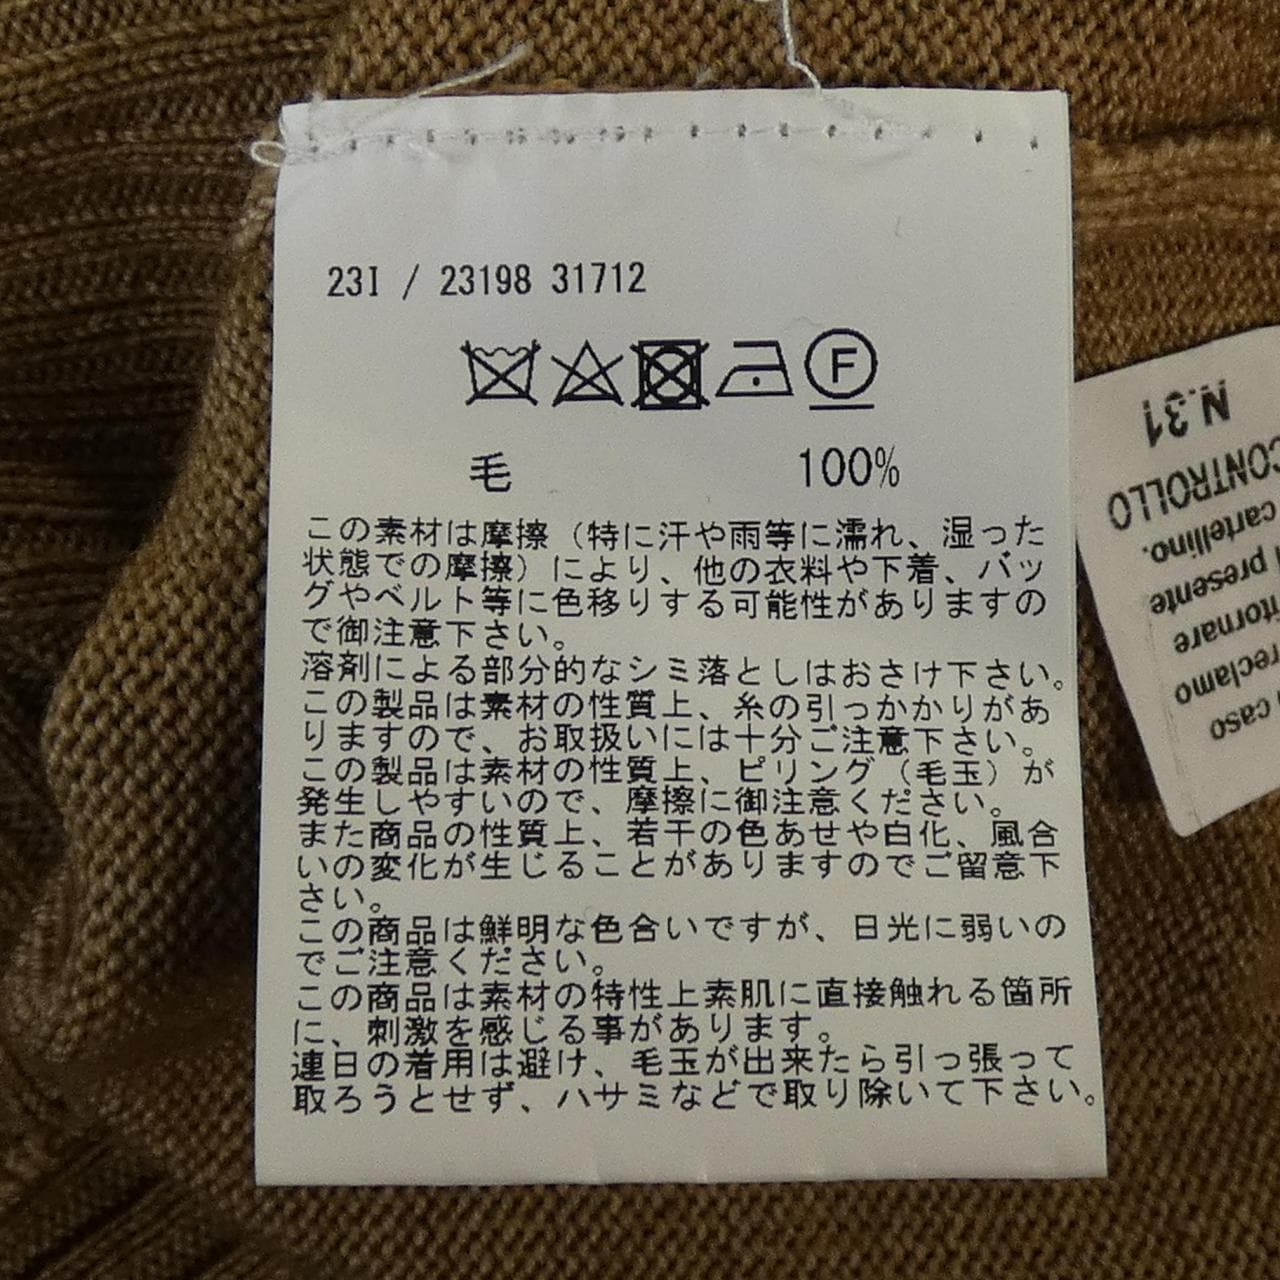 23I / 23198 31712
F
毛 100%
この素材は摩擦（特に汗や雨等に濡れ、湿った
状態での摩擦）により、他の衣料や下着、バッ
グやベルト等に色移りする可能性がありますの
で御注意下さい。
溶剤による部分的なシミ落としはおさけ下さい。
この製品は素材の性質上、糸の引っかかりがあ
りますので、お取扱いには十分ご注意下さい。
この製品は素材の性質上、ピリング（毛玉）が
発生しやすいので、摩擦に御注意ください。
また商品の性質上、若干の色あせや白化、風合
いの変化が生じることがありますのでご留意下
さい。
この商品は鮮明な色合いですが、日光に弱いの
でご注意ください。
この商品は素材の特性上素肌に直接触れる箇所
に、刺激を感じる事があります。
連日の着用は避け、毛玉が出来たら引っ張って
取ろうとせず、ハサミなどで取り除いて下さい。
caso
reclamo
presente
cartellino.
CONTROLLO
N.31